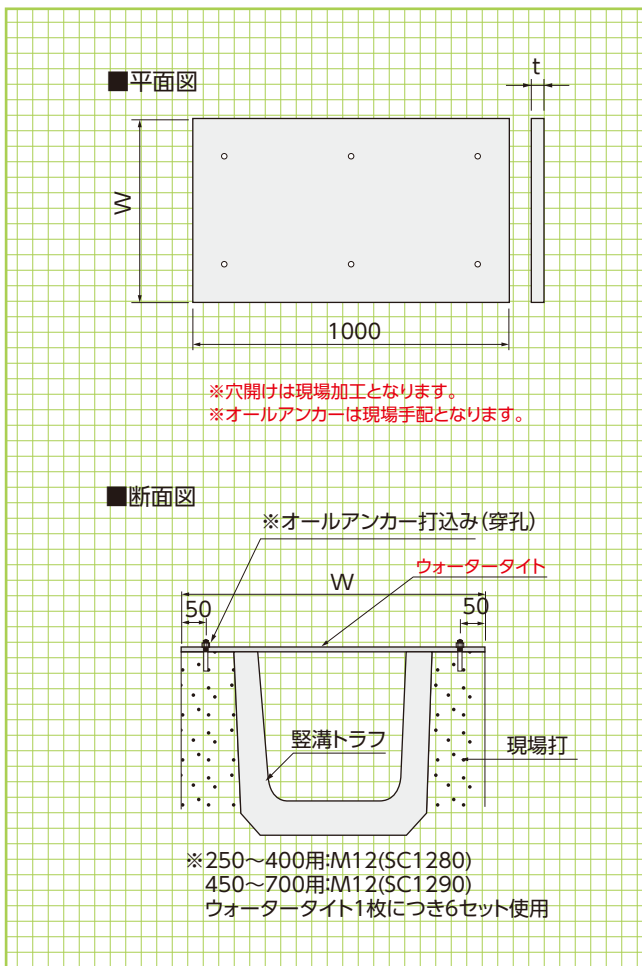 ■平面図
t
W
1000
※穴開けは現場加工となります。
※オールアンカーは現場手配となります。
■断面図
※オールアンカー打込み(穿孔)
ウォータータイト
W
50
50
竪溝トラフ
現場打
※250～400用:M12(SC1280)
450～700用:M12(SC1290)
ウォータータイト1枚につき6セット使用